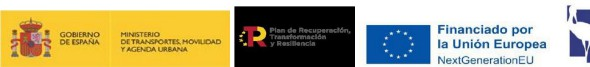 GOBIERNO
DE ESPAÑA
MINISTERIO
DE TRANSPORTES, MOVILIDAD
Y AGENDA URBANA
Plan de Recuperación,
Transformación
y Resiliencia
Financiado por
la Unión Europea
NextGenerationEU